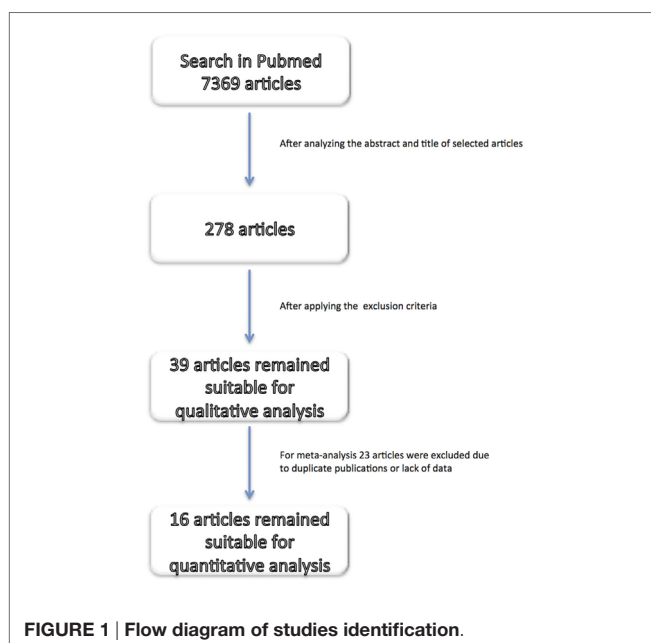 Search in Pubmed
7369 articles
After analyzing the abstract and title of selected articles
278 articles
After applying the exclusion criteria
39 articles remained
suitable for
qualitative analysis
For meta-analysis 23 articles were excluded due
to duplicate publications or lack of data
16 articles remained
suitable for
quantitative analysis
FIGURE 1 | Flow diagram of studies identification.